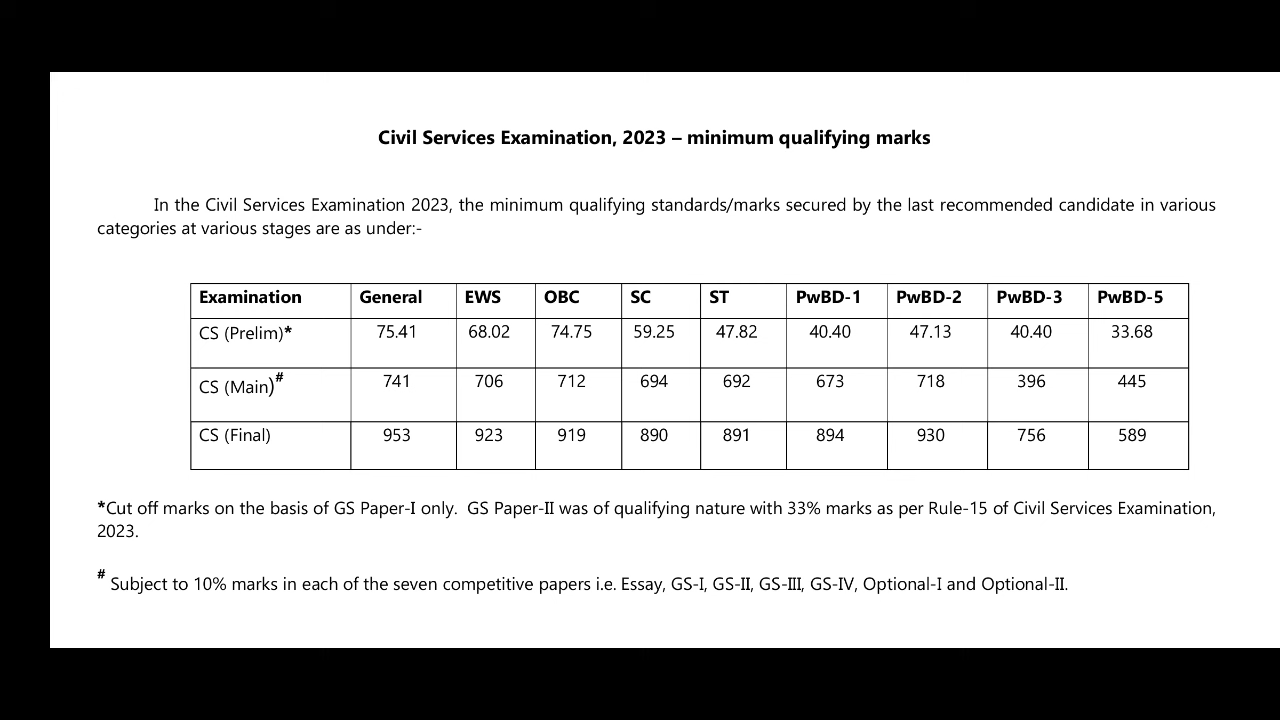 Civil Services Examination, 2023 – minimum qualifying marks
In the Civil Services Examination 2023, the minimum qualifying standards/marks secured by the last recommended candidate in various
categories at various stages are as under:-
Examination General EWS OBC SC ST PwBD-1 PwBD-2 PwBD-3 PwBD-5
CS (Prelim)* 75.41 68.02 74.75 59.25 47.82 40.40 47.13 40.40 33.68
CS (Main)# 741 706 712 694 692 673 718 396 445
CS (Final) 953 923 919 890 891 894 930 756 589
*Cut off marks on the basis of GS Paper-I only. GS Paper-II was of qualifying nature with 33% marks as per Rule-15 of Civil Services Examination,
2023.
# Subject to 10% marks in each of the seven competitive papers i.e. Essay, GS-I, GS-II, GS-III, GS-IV, Optional-I and Optional-II.